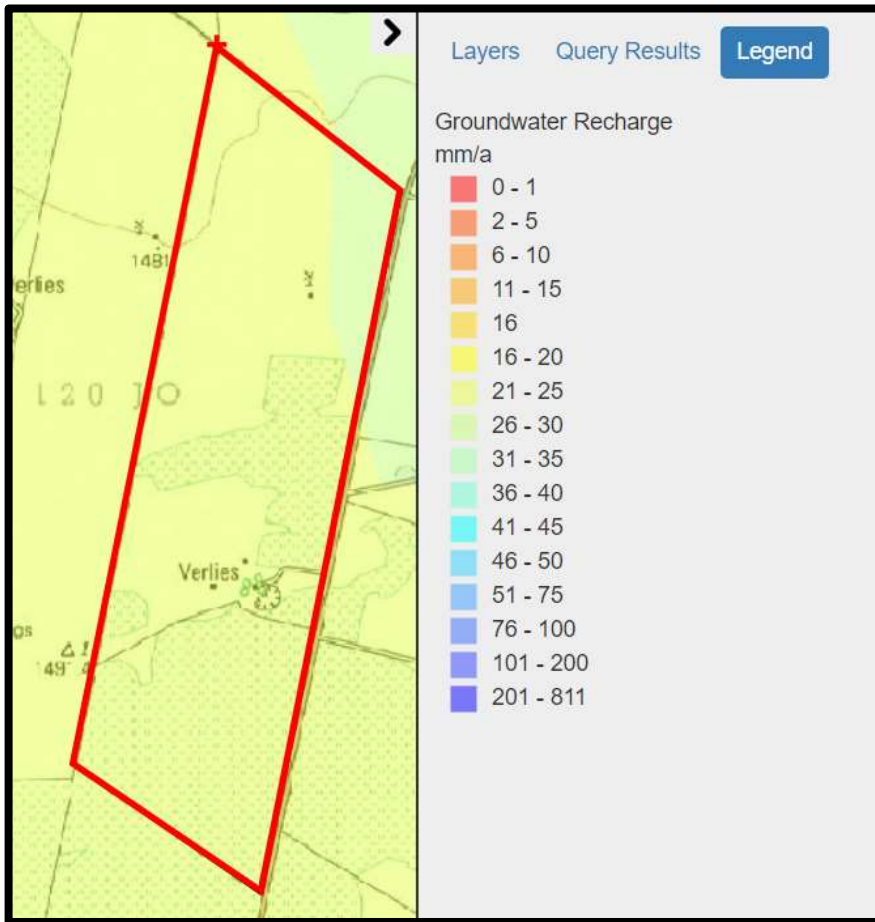 Layers Query Results Legend
Groundwater Recharge
mm/a
0 - 1
2 - 5
6 - 10
11 - 15
16
16 - 20
21 - 25
26 - 30
31 - 35
36 - 40
41 - 45
46 - 50
51 - 75
76 - 100
101 - 200
201 - 811
1481
erlies
120 JO
Verlies
gs